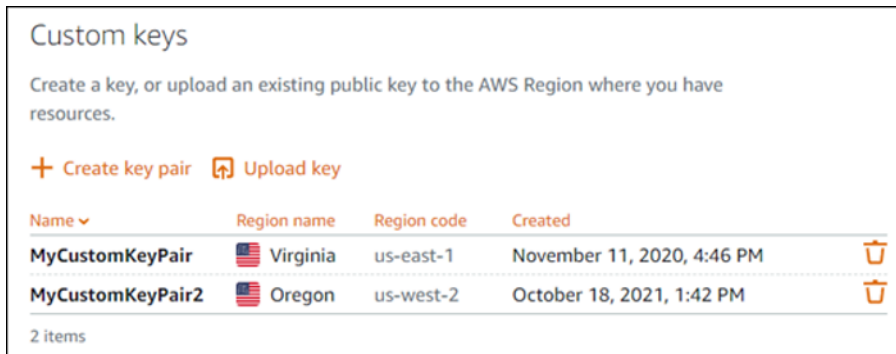 Custom keys
Create a key, or upload an existing public key to the AWS Region where you have
resources.
Create key pair Upload key
Name Region name Region code Created
MyCustomKeyPair Virginia us-east-1 November 11, 2020, 4:46 PM
MyCustomKeyPair2 Oregon us-west-2 October 18, 2021, 1:42 PM
2 items